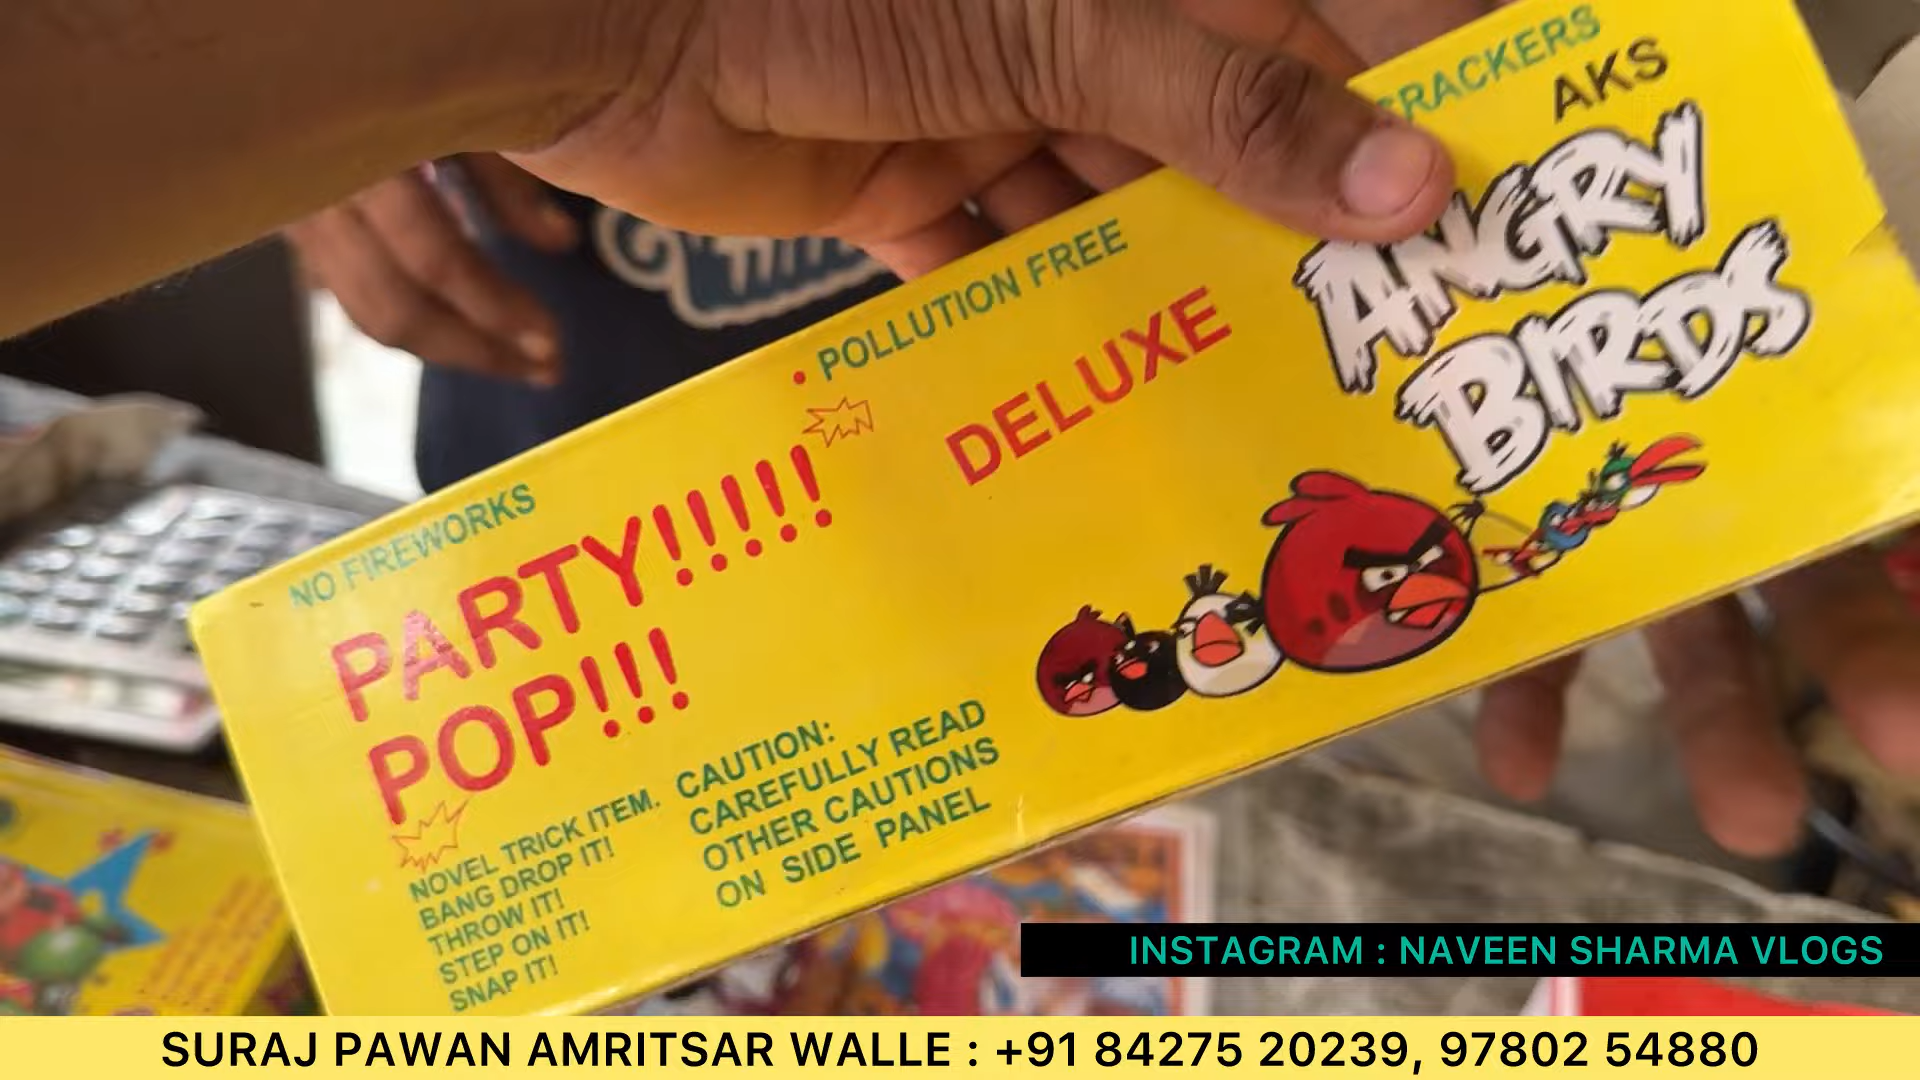 CRACKERS
AKS
ANGRY
BIRDS
• POLLUTION FREE
DELUXE
NO FIREWORKS
PARTY!!!!!
POP!!!
NOVEL TRICK ITEM.
BANG DROP IT!
THROW IT!
STEP ON IT!
SNAP IT!
CAUTION:
CAREFULLY READ
OTHER CAUTIONS
ON SIDE PANEL
INSTAGRAM : NAVEEN SHARMA VLOGS
SURAJ PAWAN AMRITSAR WALLE : +91 84275 20239, 97802 54880